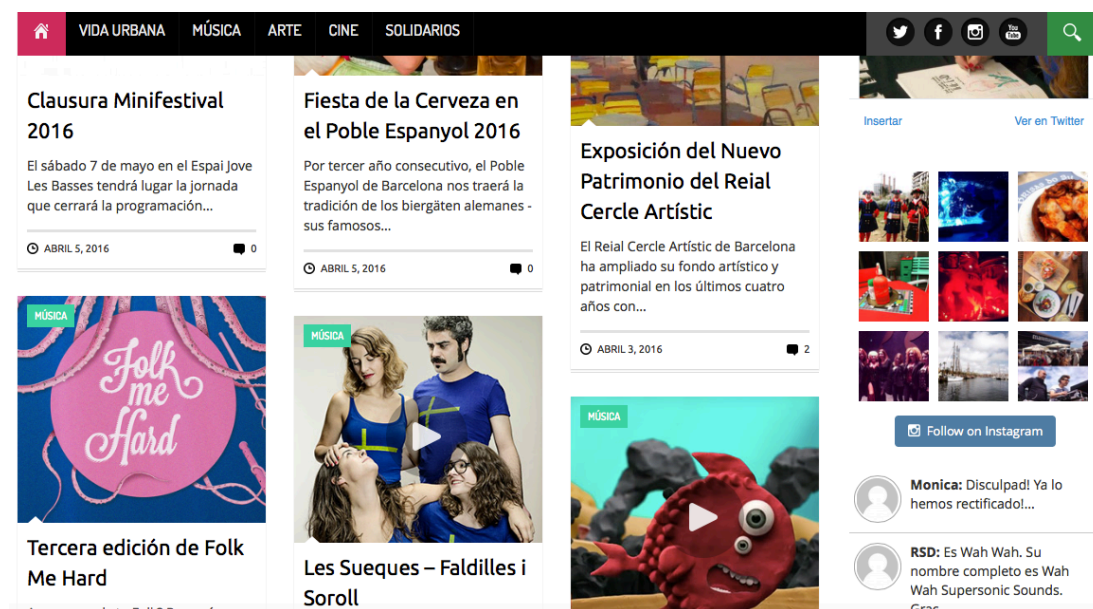 VIDA URBANA MÚSICA ARTE CINE SOLIDARIOS
Clausura Minifestival
2016
El sábado 7 de mayo en el Espai Jove
Les Basses tendrá lugar la jornada
que cerrará la programación...
ABRIL 5, 2016 0
MÚSICA
Folk
me
Hard
Tercera edición de Folk
Me Hard
Fiesta de la Cerveza en
el Poble Espanyol 2016
Por tercer año consecutivo, el Poble
Espanyol de Barcelona nos traerá la
tradición de los biergäten alemanes -
sus famosos...
ABRIL 5, 2016 0
MÚSICA
Les Sueques – Faldilles i
Soroll
Exposición del Nuevo
Patrimonio del Reial
Cercle Artístic
El Reial Cercle Artístic de Barcelona
ha ampliado su fondo artístico y
patrimonial en los últimos cuatro
años con...
ABRIL 3, 2016 2
MÚSICA
Insertar Ver en Twitter
Follow on Instagram
Monica: Disculpad! Ya lo
hemos rectificado!...
RSD: Es Wah Wah. Su
nombre completo es Wah
Wah Supersonic Sounds.